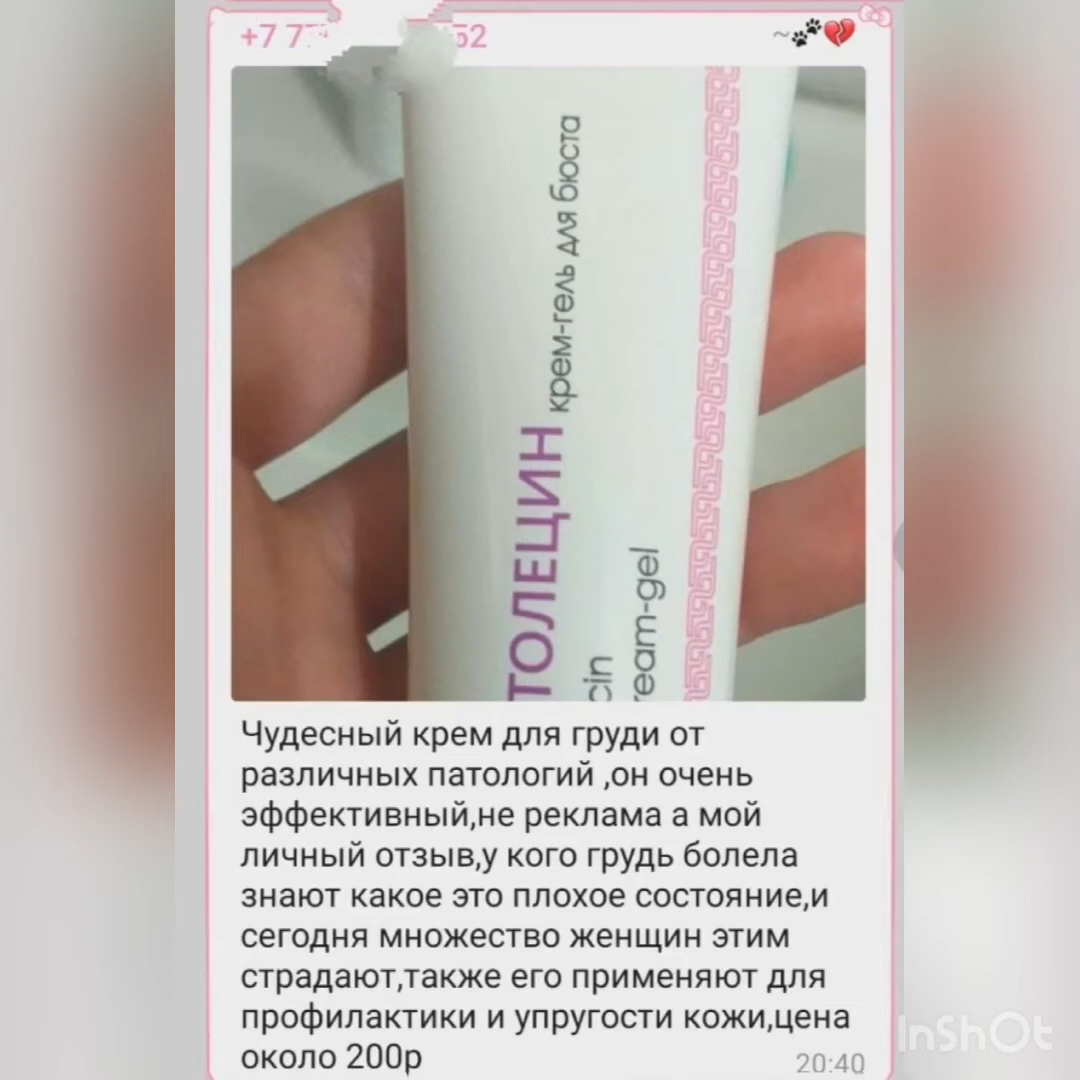 +7 7
52
~
крем-гель для бюста
ТОЛЕЦИН
cin
ream-gel
Чудесный крем для груди от
различных патологий ,он очень
эффективный,не реклама а мой
личный отзыв,у кого грудь болела
знают какое это плохое состояние,и
сегодня множество женщин этим
страдают,также его применяют для
профилактики и упругости кожи,цена
около 200р
20:40
InShOt